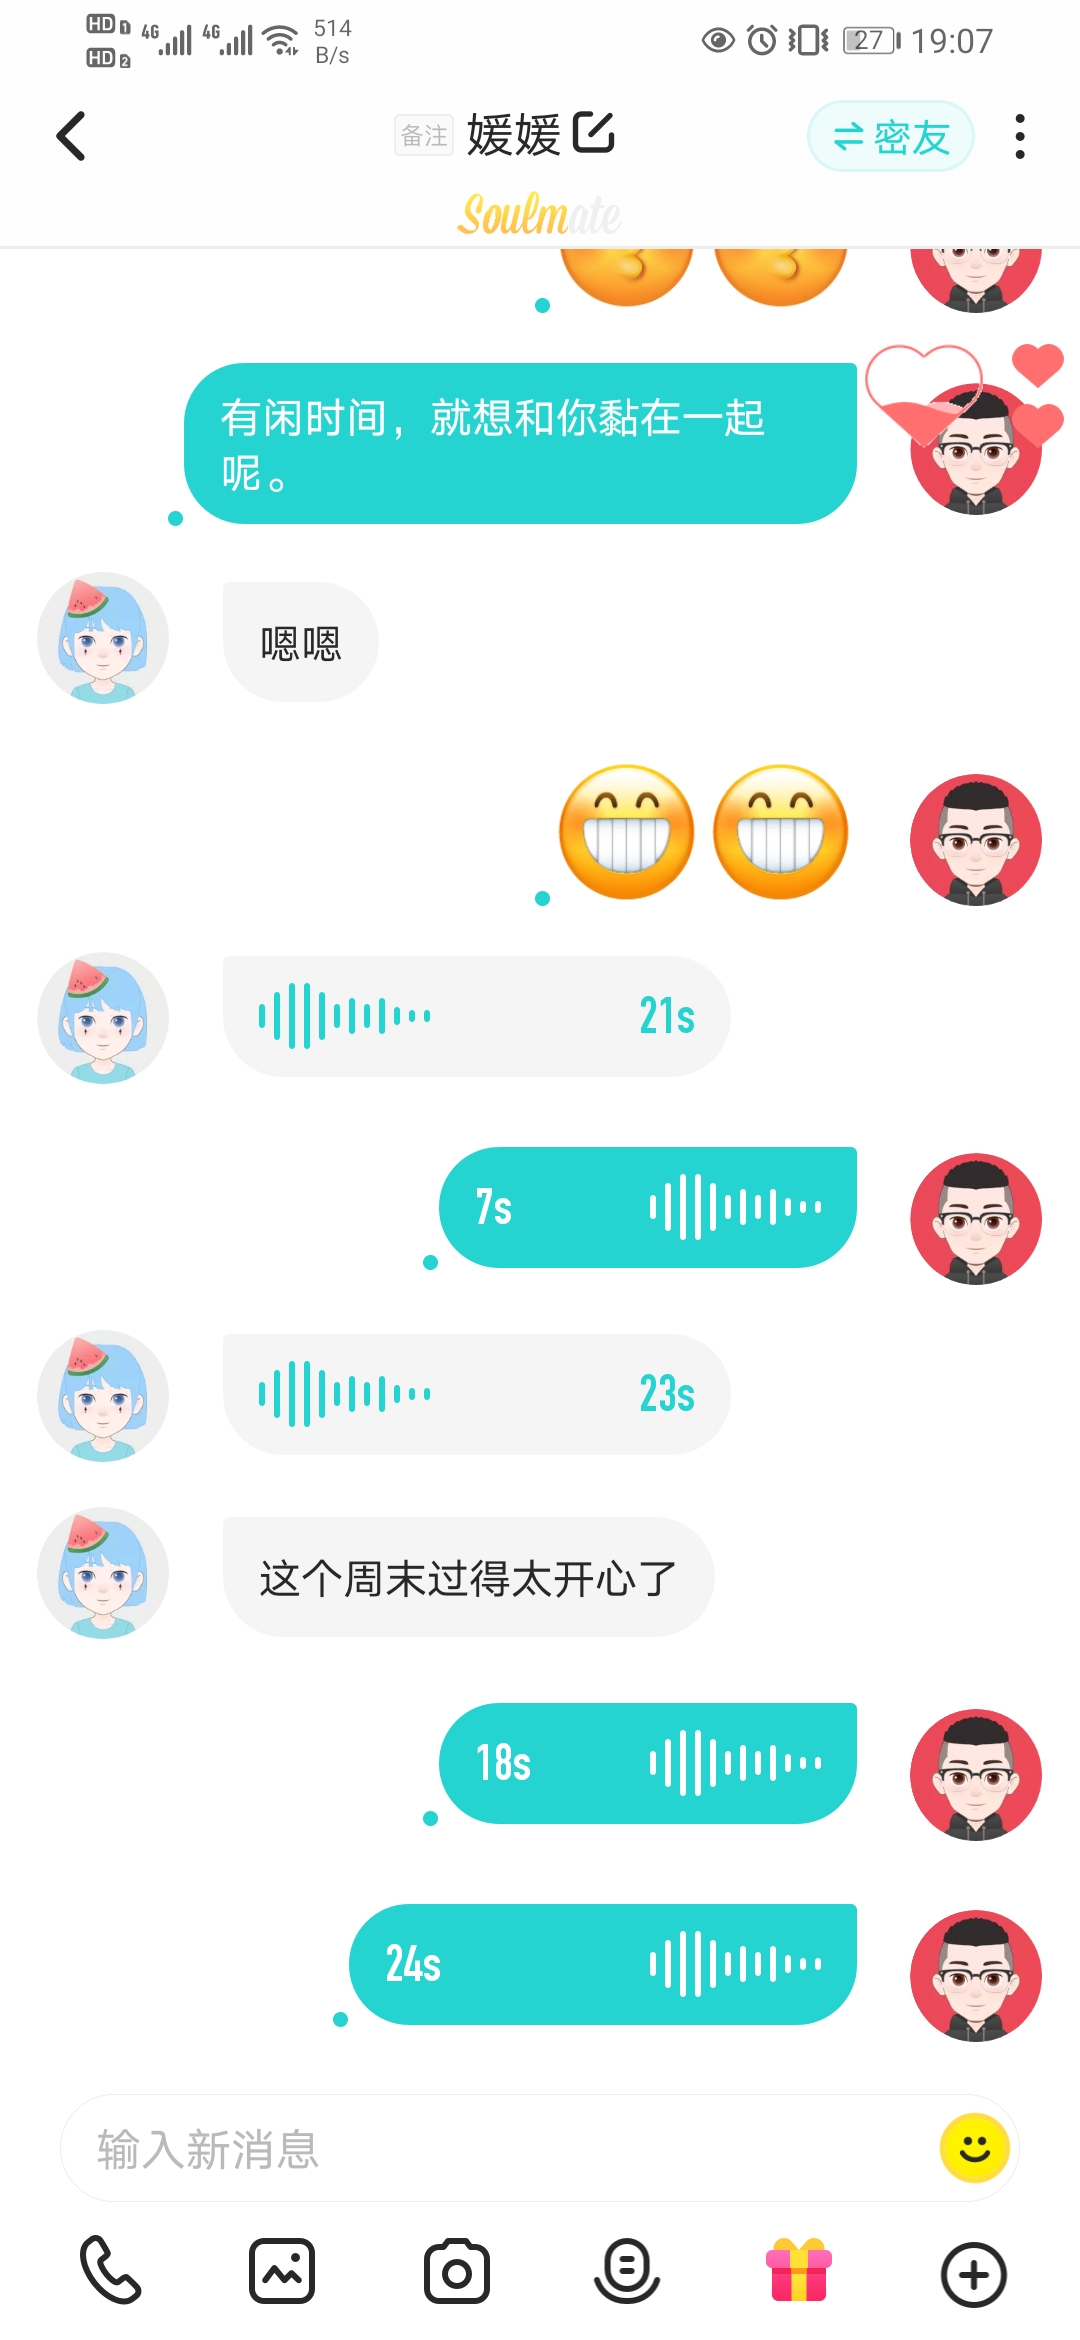 HD 1 4G 4G 514
HD 2 B/s
27 19:07
备注 媛媛 密友
Soulmate
有闲时间，就想和你黏在一起
呢。
嗯嗯
21s
7s
23s
这个周末过得太开心了
18s
24s
输入新消息